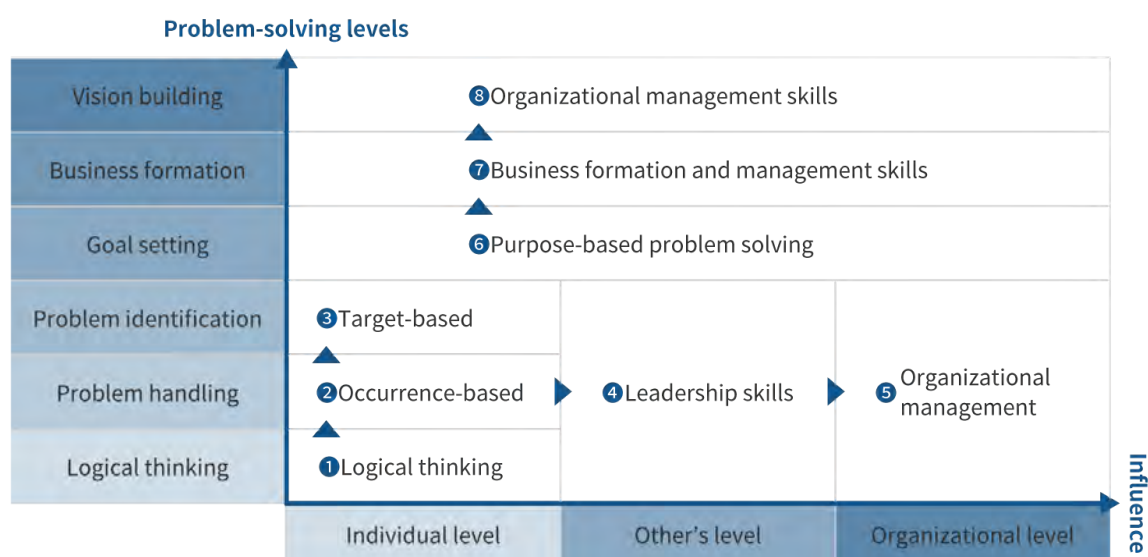 Problem-solving levels
Vision building
❽Organizational management skills
Business formation
❼Business formation and management skills
Goal setting
❻Purpose-based problem solving
Problem identification
❸Target-based
Problem handling
❷Occurrence-based
❹Leadership skills
❺Organizational
management
Logical thinking
❶Logical thinking
Influence
Individual level
Other's level
Organizational level